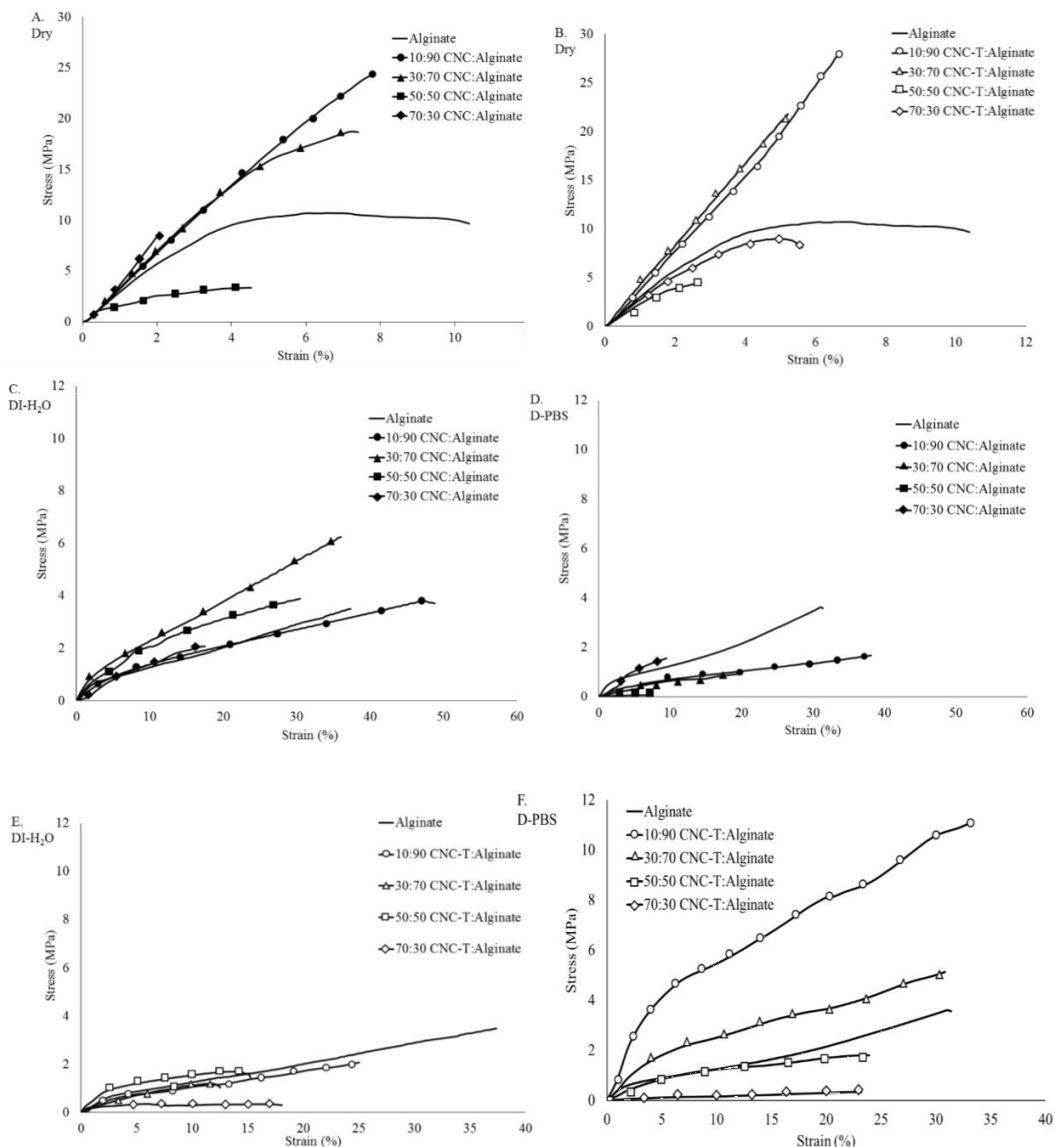 A.
Dry
30
25
20
15
10
5
0
0
2
4
6
8
10
Stress (MPa)
Strain (%)
Alginate
10:90 CNC:Alginate
30:70 CNC:Alginate
50:50 CNC:Alginate
70:30 CNC:Alginate
B.
Dry
30
25
20
15
10
5
0
0
2
4
6
8
10
12
Stress (MPa)
Strain (%)
Alginate
10:90 CNC-T:Alginate
30:70 CNC-T:Alginate
50:50 CNC-T:Alginate
70:30 CNC-T:Alginate
C.
DI-H₂O
12
10
8
6
4
2
0
0
10
20
30
40
50
60
Stress (MPa)
Strain (%)
Alginate
10:90 CNC:Alginate
30:70 CNC:Alginate
50:50 CNC:Alginate
70:30 CNC:Alginate
D.
D-PBS
12
10
8
6
4
2
0
0
10
20
30
40
50
60
Stress (MPa)
Strain (%)
Alginate
10:90 CNC:Alginate
30:70 CNC:Alginate
50:50 CNC:Alginate
70:30 CNC:Alginate
E.
DI-H₂O
12
10
8
6
4
2
0
0
5
10
15
20
25
30
35
40
Stress (MPa)
Strain (%)
Alginate
10:90 CNC-T:Alginate
30:70 CNC-T:Alginate
50:50 CNC-T:Alginate
70:30 CNC-T:Alginate
F.
D-PBS
12
10
8
6
4
2
0
0
5
10
15
20
25
30
35
40
Stress (MPa)
Strain (%)
Alginate
10:90 CNC-T:Alginate
30:70 CNC-T:Alginate
50:50 CNC-T:Alginate
70:30 CNC-T:Alginate